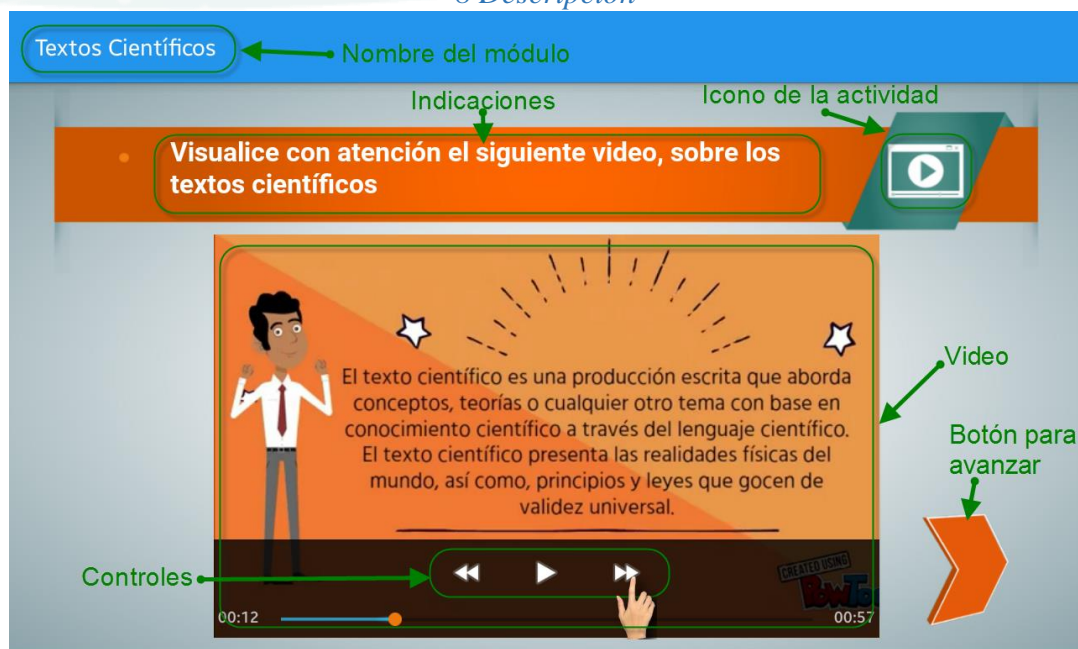 8 Descripción
Textos Científicos
Nombre del módulo
Indicaciones
Icono de la actividad
Visualice con atención el siguiente video, sobre los
textos científicos
El texto científico es una producción escrita que aborda
conceptos, teorías o cualquier otro tema con base en
conocimiento científico a través del lenguaje científico.
El texto científico presenta las realidades físicas del
mundo, así como, principios y leyes que gocen de
validez universal.
Video
Botón para
avanzar
Controles
CREATED USING
PowToon
00:12
00:57